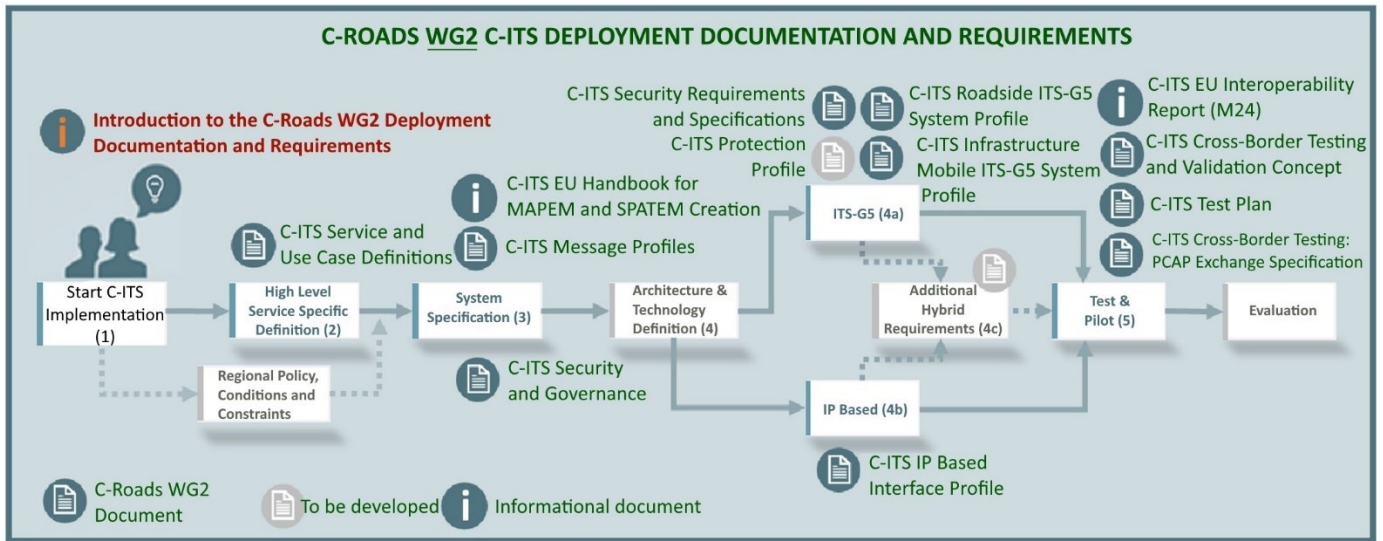 C-ROADS WG2 C-ITS DEPLOYMENT DOCUMENTATION AND REQUIREMENTS
Introduction to the C-Roads WG2 Deployment
Documentation and Requirements
C-ITS Security Requirements
and Specifications
C-ITS Protection
Profile
C-ITS Roadside ITS-G5
System Profile
C-ITS Infrastructure
Mobile ITS-G5 System
Profile
C-ITS EU Interoperability
Report (M24)
C-ITS Cross-Border Testing
and Validation Concept
C-ITS Test Plan
C-ITS Cross-Border Testing:
PCAP Exchange Specification
C-ITS EU Handbook for
MAPEM and SPATEM Creation
C-ITS Message Profiles
C-ITS Service and
Use Case Definitions
ITS-G5 (4a)
Start C-ITS
Implementation
(1)
High Level
Service Specific
Definition (2)
System
Specification (3)
Architecture &
Technology
Definition (4)
Additional
Hybrid
Requirements (4c)
Test &
Pilot (5)
Evaluation
Regional Policy,
Conditions and
Constraints
C-ITS Security
and Governance
IP Based (4b)
C-ITS IP Based
Interface Profile
C-Roads WG2
Document
To be developed
Informational document